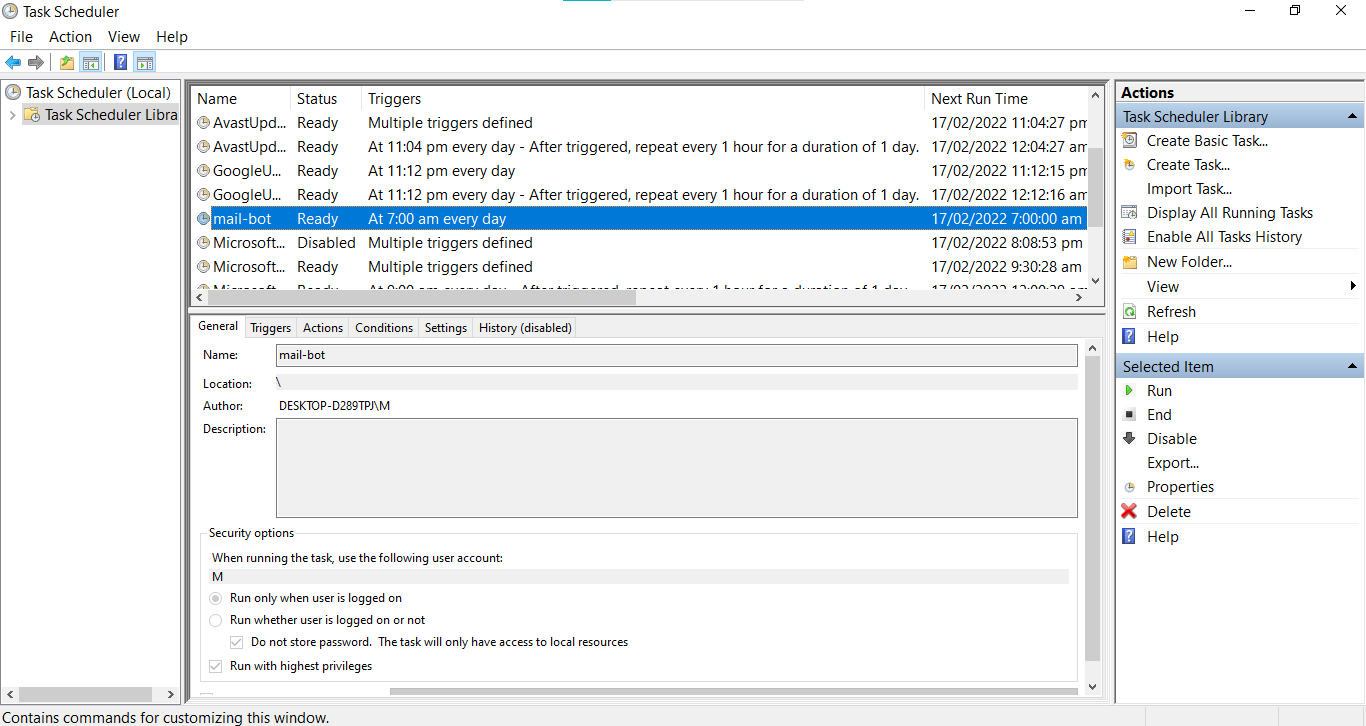 Task Scheduler
File Action View Help
Task Scheduler (Local)
Task Scheduler Libra
Name Status Triggers Next Run Time
AvastUpd... Ready Multiple triggers defined 17/02/2022 11:04:27 pm
AvastUpd... Ready At 11:04 pm every day - After triggered, repeat every 1 hour for a duration of 1 day. 17/02/2022 12:04:27 am
GoogleU... Ready At 11:12 pm every day 17/02/2022 11:12:15 pm
GoogleU... Ready At 11:12 pm every day - After triggered, repeat every 1 hour for a duration of 1 day. 17/02/2022 12:12:16 am
mail-bot Ready At 7:00 am every day 17/02/2022 7:00:00 am
Microsoft... Disabled Multiple triggers defined 17/02/2022 8:08:53 pm
Microsoft... Ready Multiple triggers defined 17/02/2022 9:30:28 am
General Triggers Actions Conditions Settings History (disabled)
Name: mail-bot
Location: \
Author: DESKTOP-D289TPJ\M
Description:
Security options
When running the task, use the following user account:
M
Run only when user is logged on
Run whether user is logged on or not
Do not store password. The task will only have access to local resources
Run with highest privileges
Actions
Task Scheduler Library
Create Basic Task...
Create Task...
Import Task...
Display All Running Tasks
Enable All Tasks History
New Folder...
View
Refresh
Help
Selected Item
Run
End
Disable
Export...
Properties
Delete
Help
Contains commands for customizing this window.